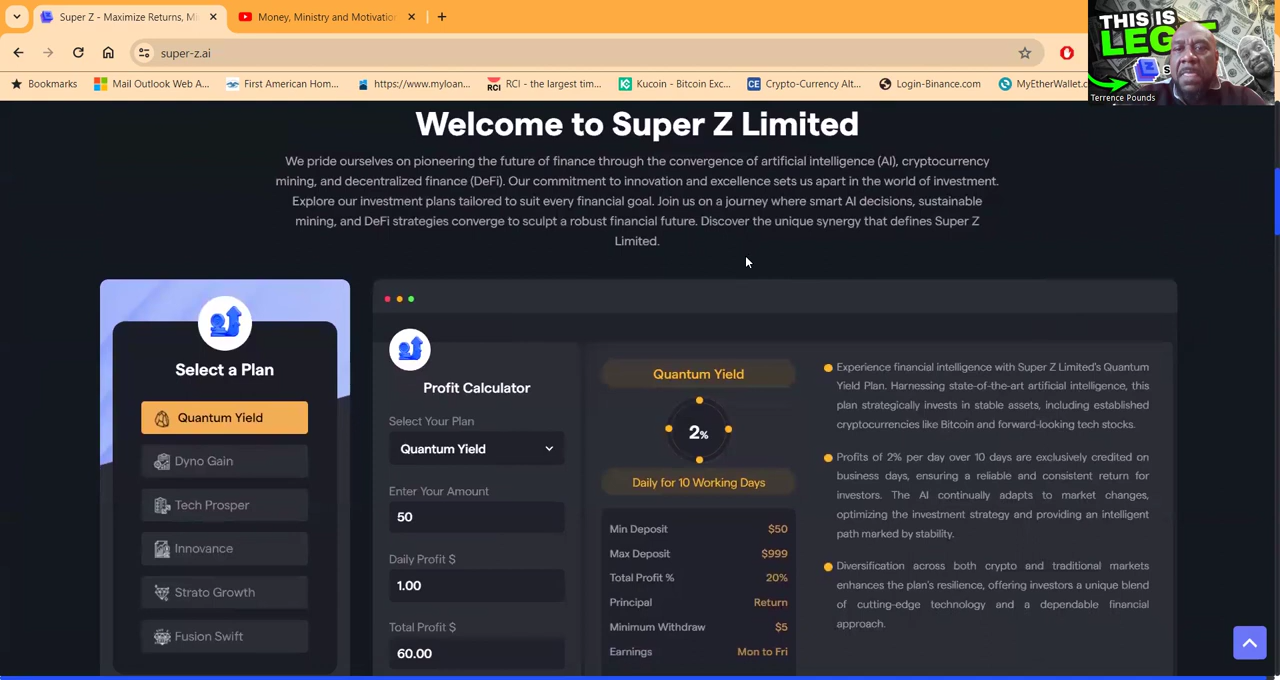 Super Z - Maximize Returns, Mi
Money, Ministry and Motivation
super-z.ai
Bookmarks
Mail Outlook Web A...
First American Hom...
https://www.myloan...
RCI
RCI - the largest tim...
Kucoin - Bitcoin Exc...
CE
Crypto-Currency Alt...
Login-Binance.com
MyEtherWallet.c
THIS IS
LEG
Terrence Pounds
Welcome to Super Z Limited
We pride ourselves on pioneering the future of finance through the convergence of artificial intelligence (AI), cryptocurrency
mining, and decentralized finance (DeFi). Our commitment to innovation and excellence sets us apart in the world of investment.
Explore our investment plans tailored to suit every financial goal. Join us on a journey where smart AI decisions, sustainable
mining, and DeFi strategies converge to sculpt a robust financial future. Discover the unique synergy that defines Super Z
Limited.
Select a Plan
Quantum Yield
Dyno Gain
Tech Prosper
Innovance
Strato Growth
Fusion Swift
Profit Calculator
Select Your Plan
Quantum Yield
Enter Your Amount
50
Daily Profit $
1.00
Total Profit $
60.00
Quantum Yield
2%
Daily for 10 Working Days
Min Deposit $50
Max Deposit $999
Total Profit % 20%
Principal Return
Minimum Withdraw $5
Earnings Mon to Fri
Experience financial intelligence with Super Z Limited's Quantum
Yield Plan. Harnessing state-of-the-art artificial intelligence, this
plan strategically invests in stable assets, including established
cryptocurrencies like Bitcoin and forward-looking tech stocks.
Profits of 2% per day over 10 days are exclusively credited on
business days, ensuring a reliable and consistent return for
investors. The AI continually adapts to market changes,
optimizing the investment strategy and providing an intelligent
path marked by stability.
Diversification across both crypto and traditional markets
enhances the plan's resilience, offering investors a unique blend
of cutting-edge technology and a dependable financial
approach.